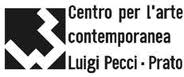 Centro per l'arte
contemporanea
Luigi Pecci · Prato